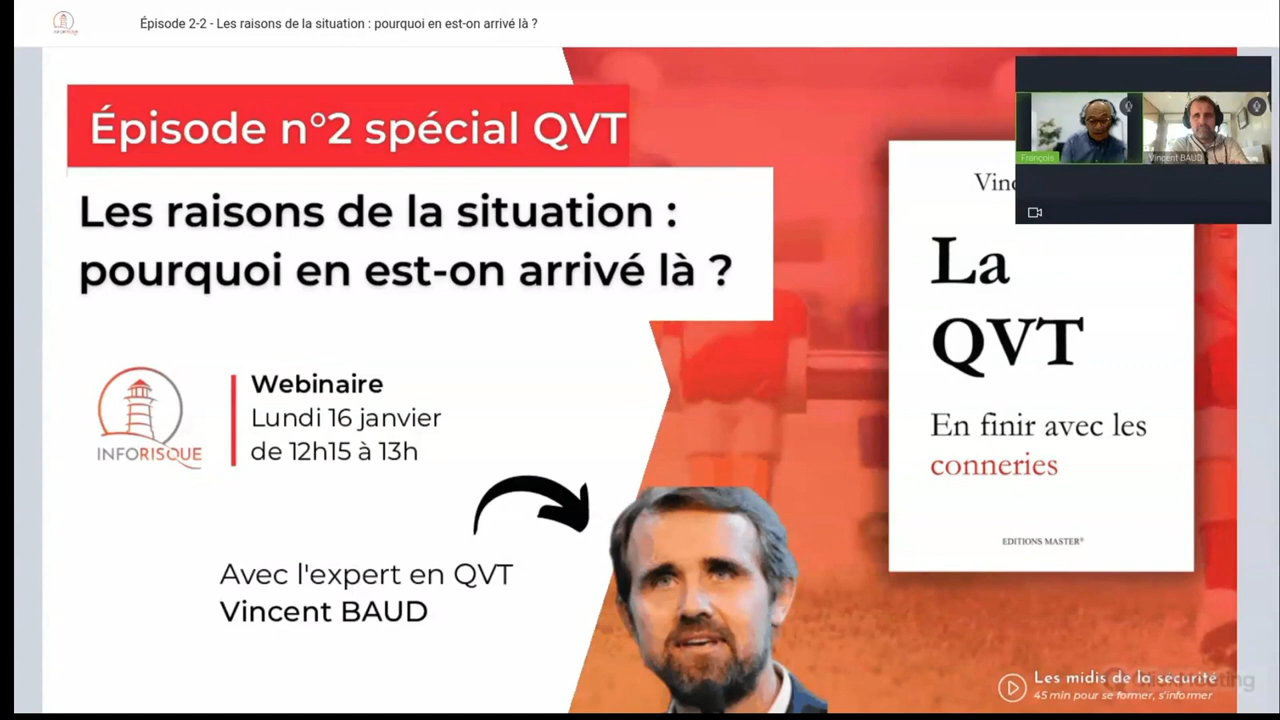 INFORISQUE
Épisode 2-2 - Les raisons de la situation : pourquoi en est-on arrivé là ?
Épisode n°2 spécial QVT
Les raisons de la situation :
pourquoi en est-on arrivé là ?
INFORISQUE
Webinaire
Lundi 16 janvier
de 12h15 à 13h
Avec l'expert en QVT
Vincent BAUD
François
Vincent BAUD
La
QVT
En finir avec les
conneries
EDITIONS MASTER®
Les midis de la sécurité
45 min pour se former, s'informer